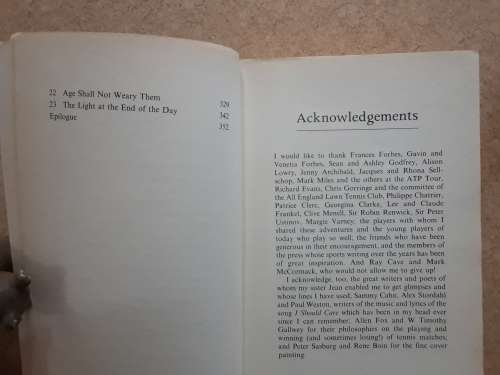 22 Age Shall Not Weary Them 329
23 The Light at the End of the Day 342
Epilogue 352
Acknowledgements
I would like to thank Frances Forbes, Gavin and
Venetia Forbes, Sean and Ashley Godfrey, Alison
Lowry, Jenny Archibald, Jacques and Rhona Sell-
schop, Mark Miles and the others at the ATP Tour,
Richard Evans, Chris Gorringe and the committee of
the All England Lawn Tennis Club, Philippe Chatrier,
Patrice Clerc, Georgina Clarke, Lee and Claude
Frankel, Clive Menell, Sir Robin Renwick, Sir Peter
Ustinov, Margie Varney, the players with whom I
shared these adventures and the young players of
today who play so well, the friends who have been
generous in their encouragement, and the members of
the press whose sports writing over the years has been
of great inspiration. And Ray Cave and Mark
McCormack, who would not allow me to give up!
I acknowledge, too, the great writers and poets of
whom my sister Jean enabled me to get glimpses and
whose lines I have used; Sammy Cahn, Alex Stordahl
and Paul Weston, writers of the music and lyrics of the
song I Should Care which has been in my head ever
since I can remember; Allen Fox and W. Timothy
Gallwey for their philosophies on the playing and
winning (and sometimes losing!) of tennis matches;
and Peter Sasburg and Rene Bain for the fine cover
painting.